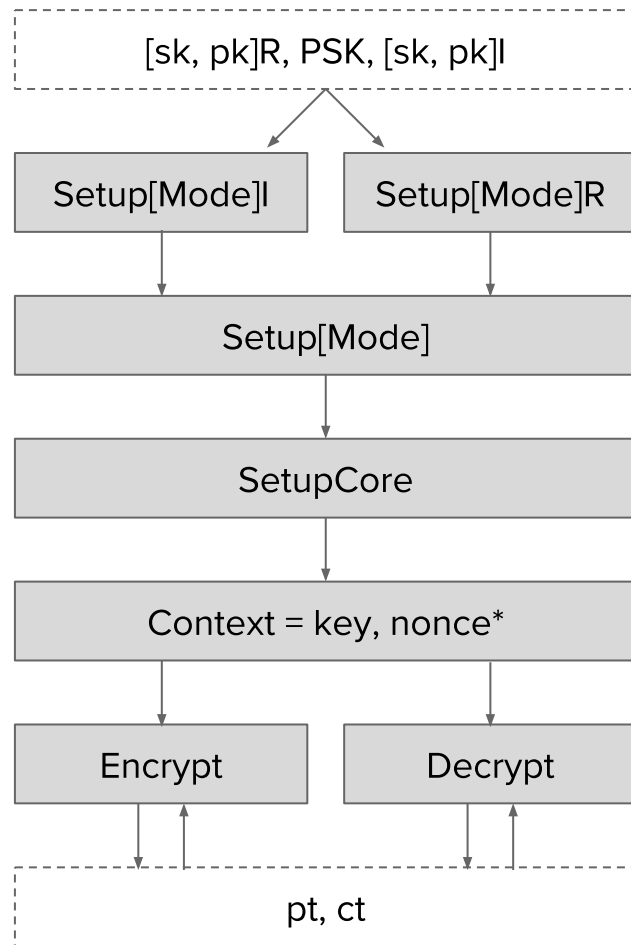 [sk, pk]R, PSK, [sk, pk]I
Setup[Mode]I
Setup[Mode]R
Setup[Mode]
SetupCore
Context = key, nonce*
Encrypt
Decrypt
pt, ct